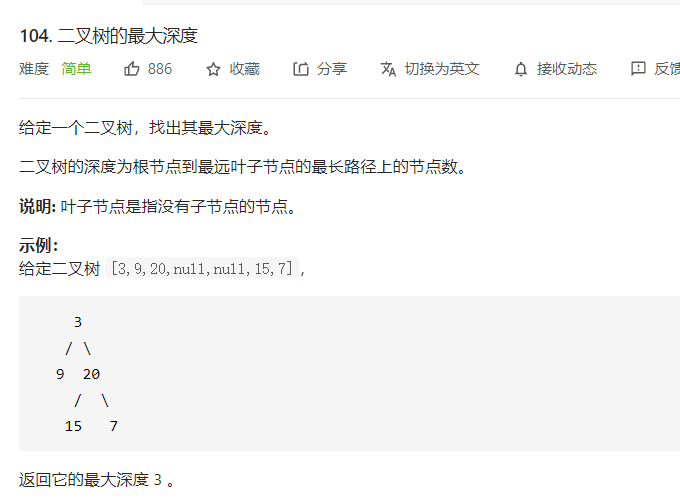 104. 二叉树的最大深度
难度 简单 886 收藏 分享 切换为英文 接收动态 反馈
给定一个二叉树，找出其最大深度。
二叉树的深度为根节点到最远叶子节点的最长路径上的节点数。
说明: 叶子节点是指没有子节点的节点。
示例：
给定二叉树 [3,9,20,null,null,15,7]，
3
/ \
9 20
/ \
15 7
返回它的最大深度 3 。